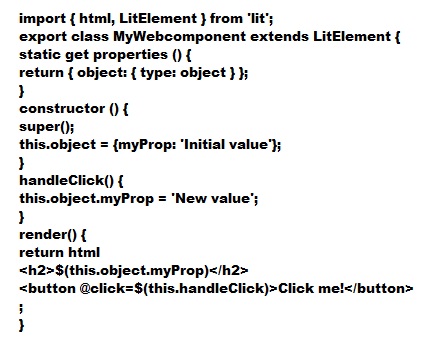 import { html, LitElement } from 'lit';
export class MyWebcomponent extends LitElement {
static get properties () {
return { object: { type: object } };
}
constructor () {
super();
this.object = {myProp: 'Initial value'};
}
handleClick() {
this.object.myProp = 'New value';
}
render() {
return html
<h2>$(this.object.myProp)</h2>
<button @click=$(this.handleClick)>Click me!</button>
;
}